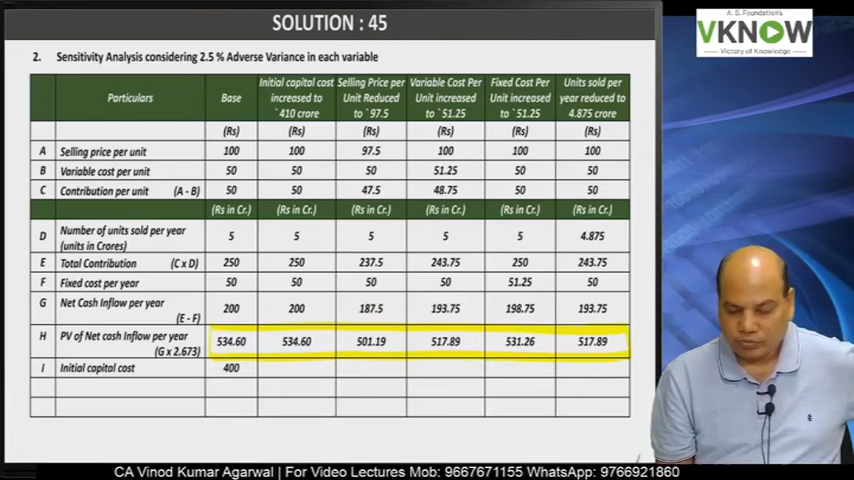 SOLUTION : 45
A. S. Foundation's
VKNOW
Victory of Knowledge
2. Sensitivity Analysis considering 2.5 % Adverse Variance in each variable
Particulars Base Initial capital cost increased to `410 crore Selling Price per Unit Reduced to `97.5 Variable Cost Per Unit increased to `51.25 Fixed Cost Per Unit increased to `51.25 Units sold per year reduced to 4.875 crore
(Rs) (Rs) (Rs) (Rs) (Rs) (Rs)
A Selling price per unit 100 100 97.5 100 100 100
B Variable cost per unit 50 50 50 51.25 50 50
C Contribution per unit (A - B) 50 50 47.5 48.75 50 50
(Rs in Cr.) (Rs in Cr.) (Rs in Cr.) (Rs in Cr.) (Rs in Cr.) (Rs in Cr.)
D Number of units sold per year (units in Crores) 5 5 5 5 5 4.875
E Total Contribution (C x D) 250 250 237.5 243.75 250 243.75
F Fixed cost per year 50 50 50 50 51.25 50
G Net Cash Inflow per year (E - F) 200 200 187.5 193.75 198.75 193.75
H PV of Net cash Inflow per year (G x 2.673) 534.60 534.60 501.19 517.89 531.26 517.89
I Initial capital cost 400
CA Vinod Kumar Agarwal | For Video Lectures Mob: 9667671155 WhatsApp: 9766921860